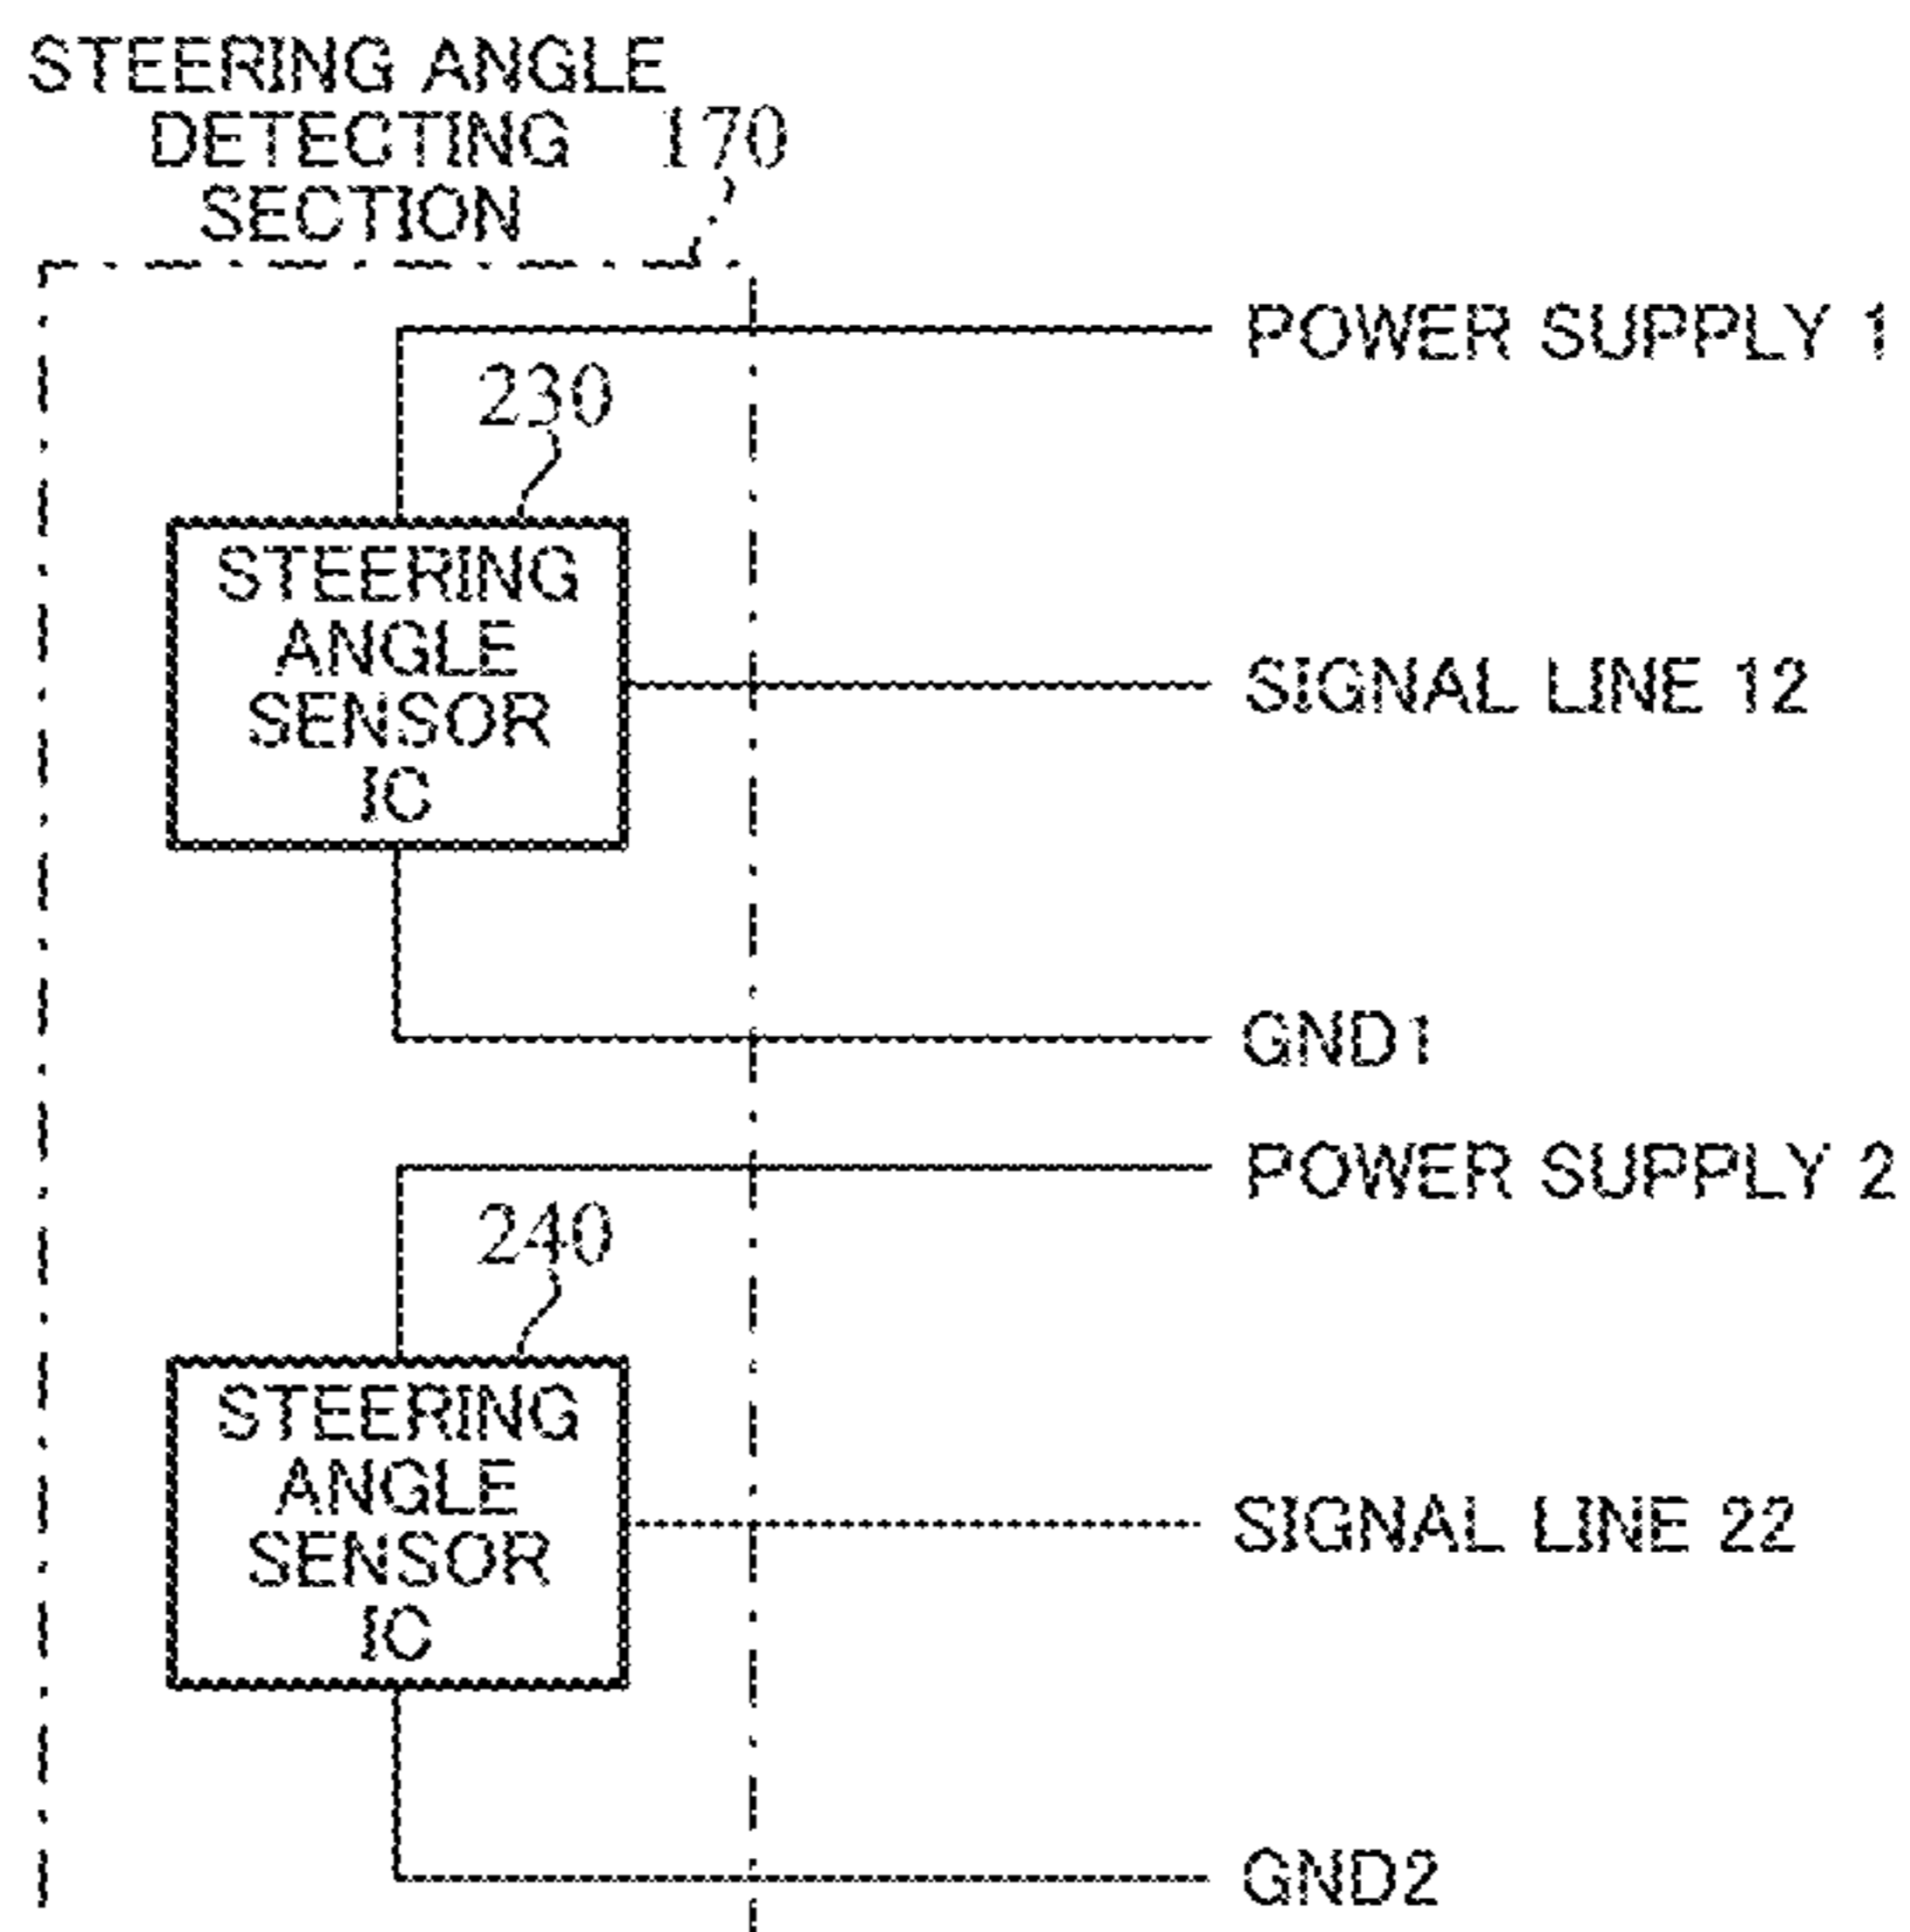 STEERING ANGLE
DETECTING 170
SECTION
POWER SUPPLY 1
230
STEERING
ANGLE
SENSOR
IC
SIGNAL LINE 12
GND1
POWER SUPPLY 2
240
STEERING
ANGLE
SENSOR
IC
SIGNAL LINE 22
GND2